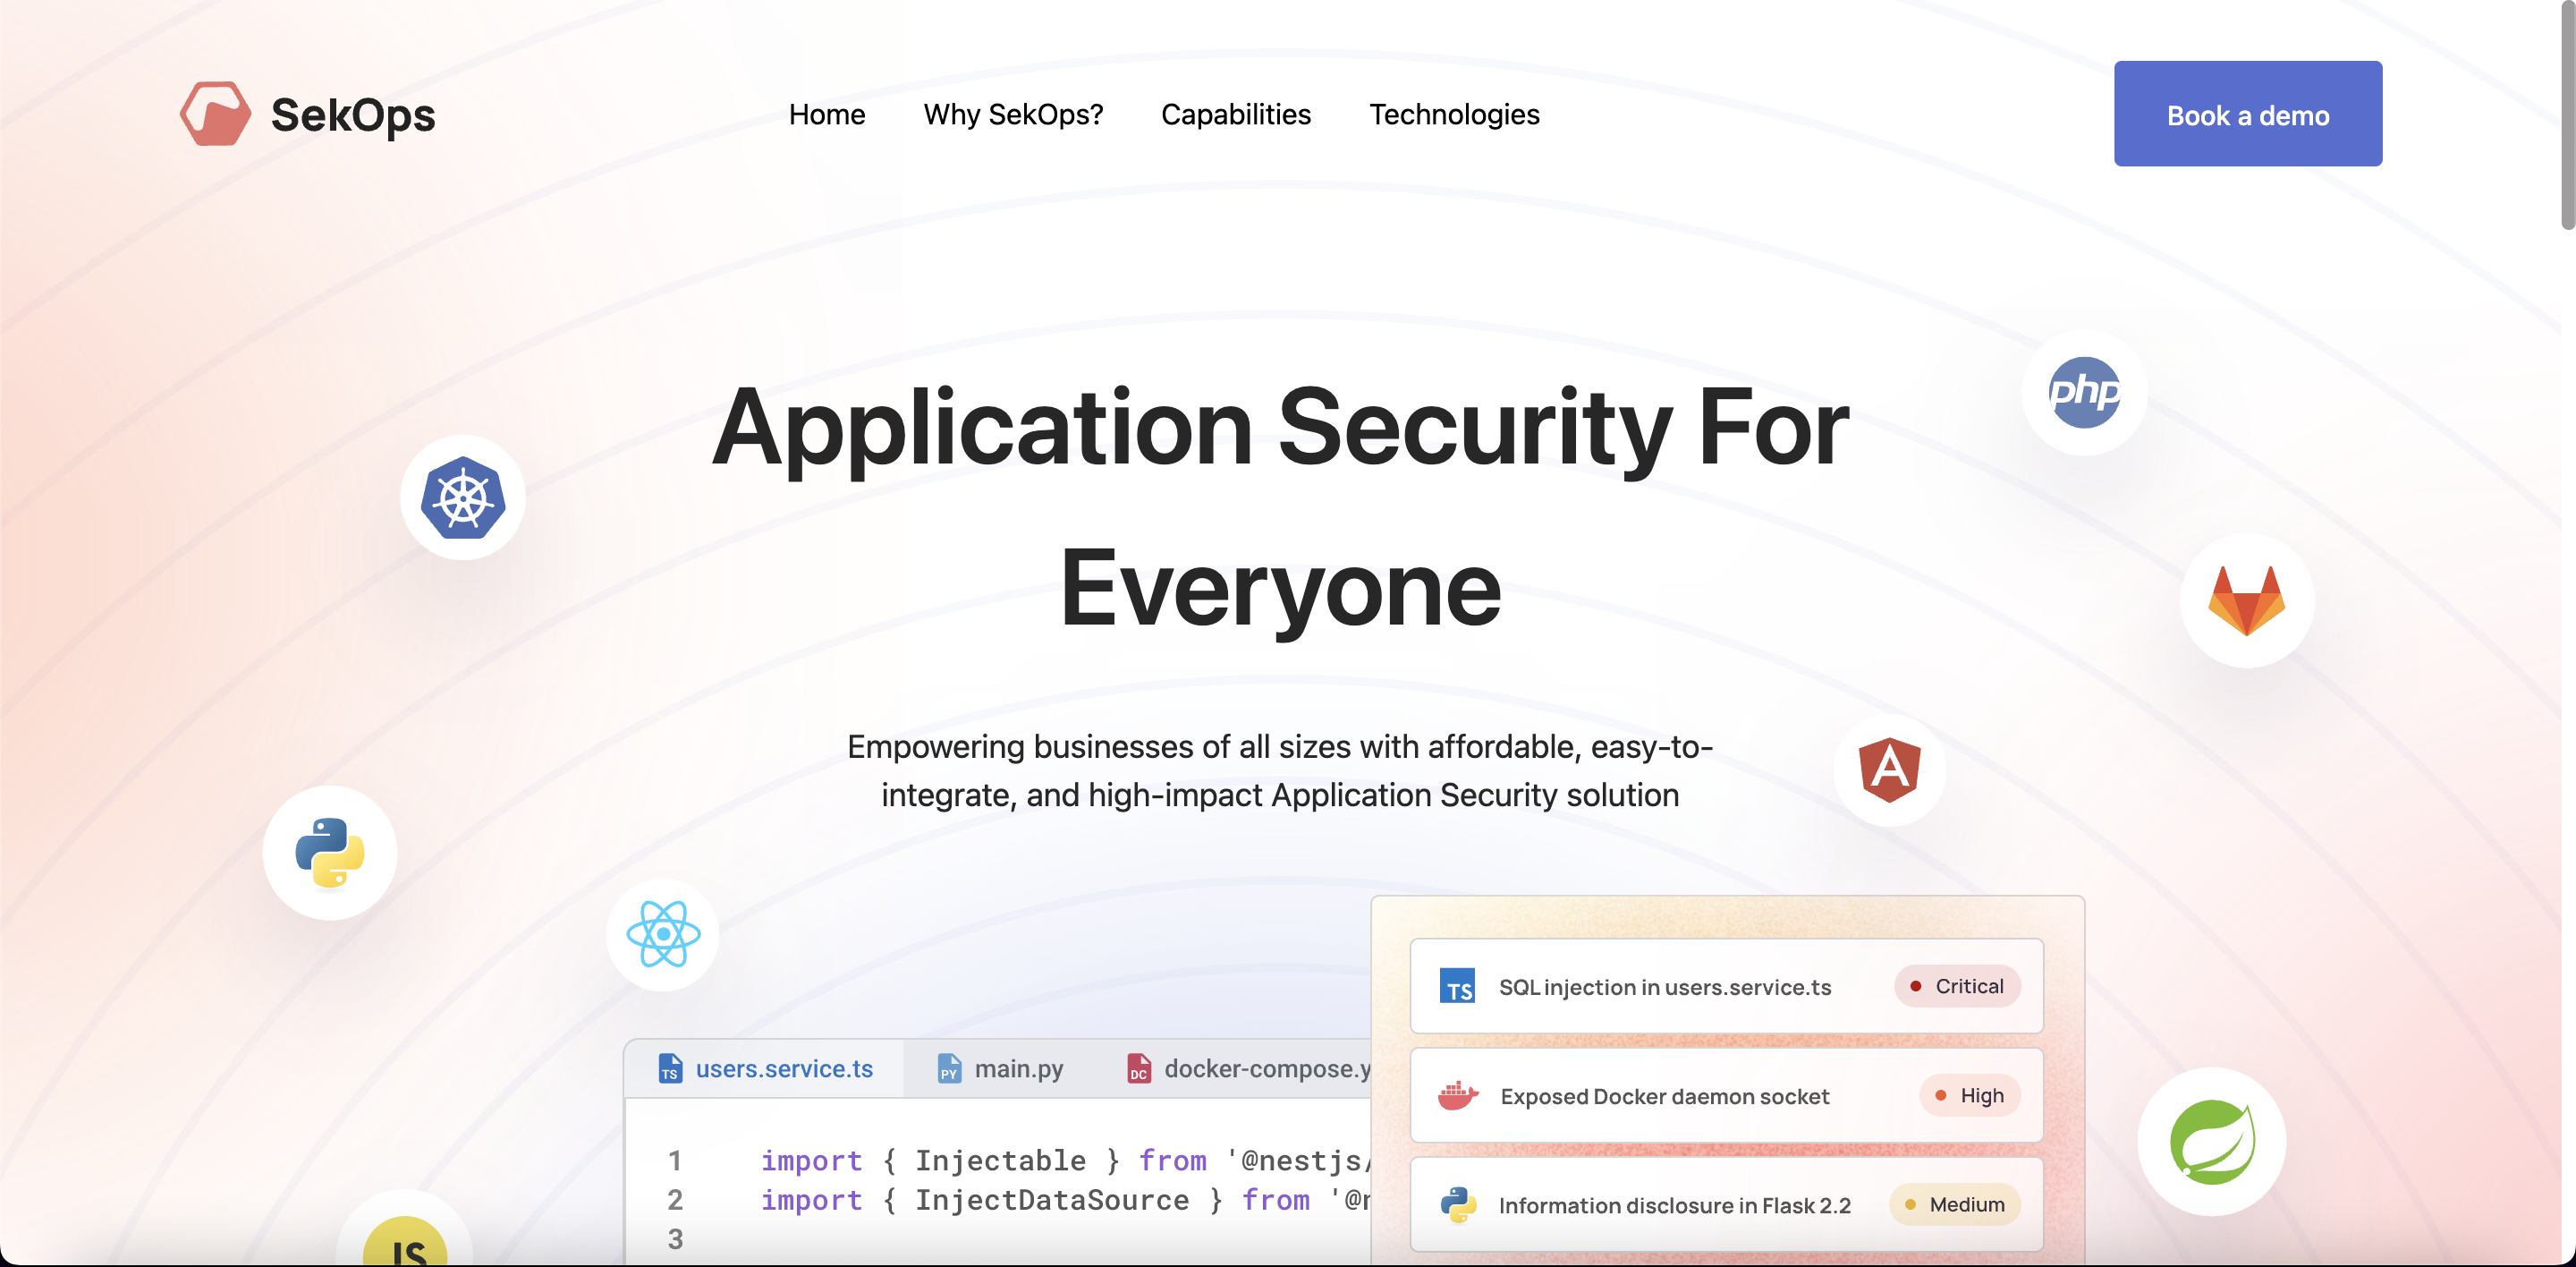 SekOps
Home
Why SekOps?
Capabilities
Technologies
Book a demo
php
Application Security For
Everyone
Empowering businesses of all sizes with affordable, easy-to-
integrate, and high-impact Application Security solution
A
TS
SQL injection in users.service.ts
Critical
TS
users.service.ts
PY
main.py
DC
docker-compose.y
Exposed Docker daemon socket
High
1
import { Injectable } from '@nestjs/
2
import { InjectDataSource } from '@n
3
Information disclosure in Flask 2.2
Medium
JS